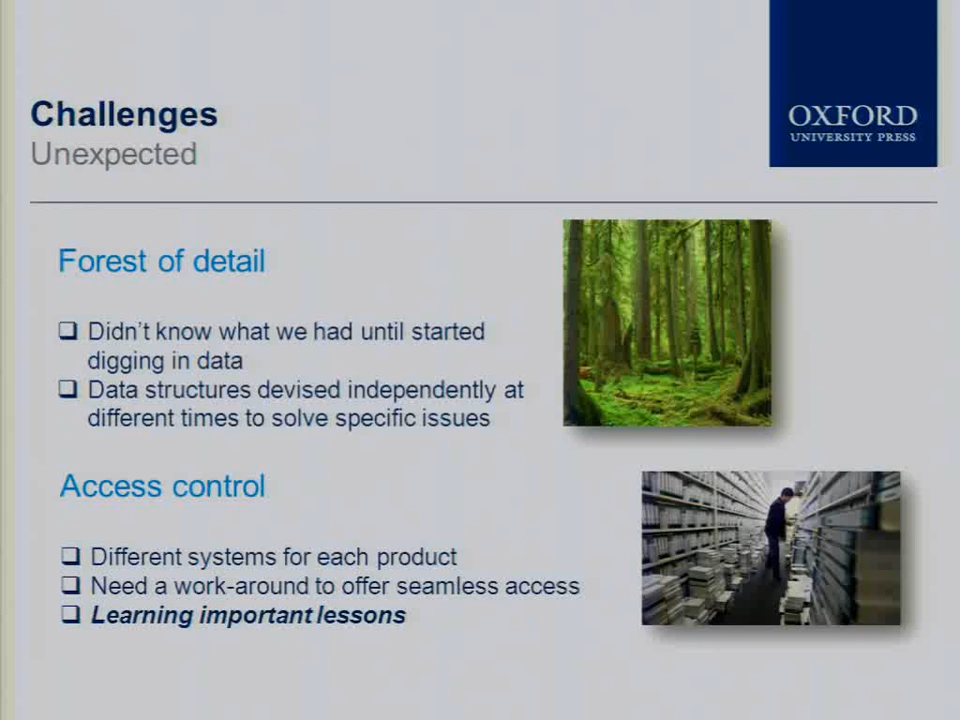 Challenges
Unexpected
OXFORD
UNIVERSITY PRESS
Forest of detail
❑ Didn't know what we had until started
digging in data
❑ Data structures devised independently at
different times to solve specific issues
Access control
❑ Different systems for each product
❑ Need a work-around to offer seamless access
❑ Learning important lessons